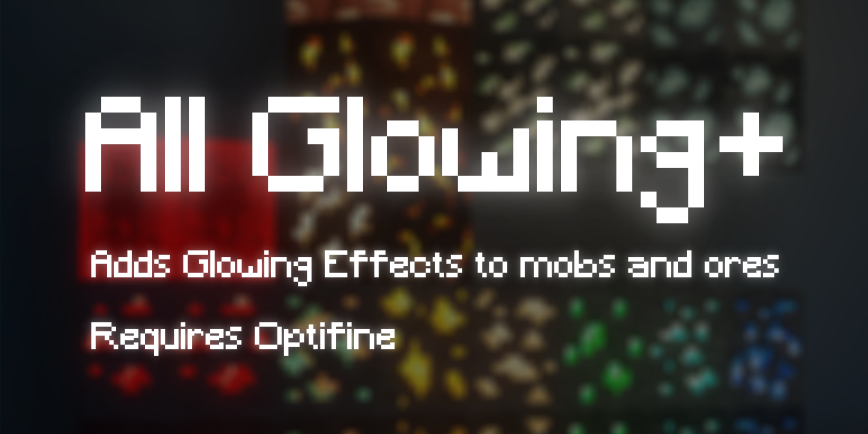 All Glowing+
Adds Glowing Effects to mobs and ores
Requires Optifine